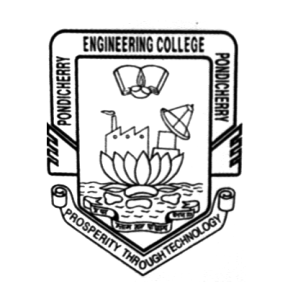 PONDICHERRY
ENGINEERING COLLEGE
PONDICHERRY
PROSPERITY THROUGH TECHNOLOGY